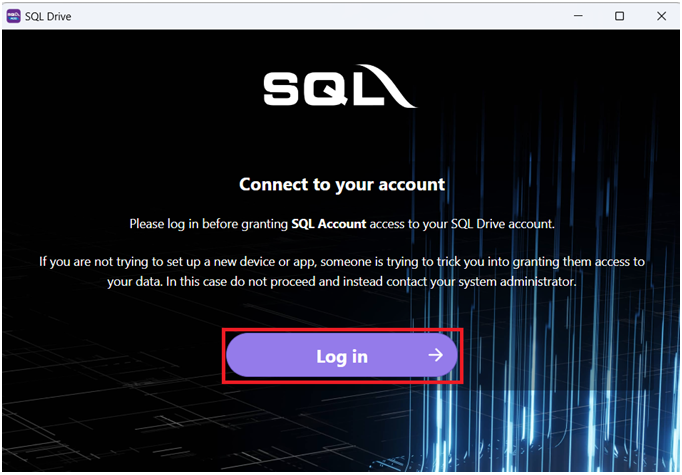 SQL Drive
SQL
Connect to your account
Please log in before granting SQL Account access to your SQL Drive account.
If you are not trying to set up a new device or app, someone is trying to trick you into granting them access to
your data. In this case do not proceed and instead contact your system administrator.
Log in